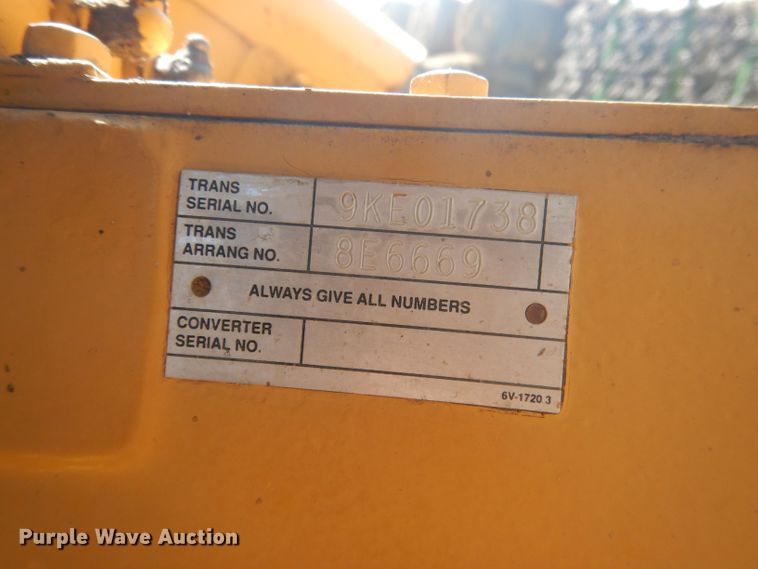 TRANS
SERIAL NO. 9KE01738
TRANS
ARRANG NO. 8E6669
ALWAYS GIVE ALL NUMBERS
CONVERTER
SERIAL NO.
6V-1720 3
Purple Wave Auction®